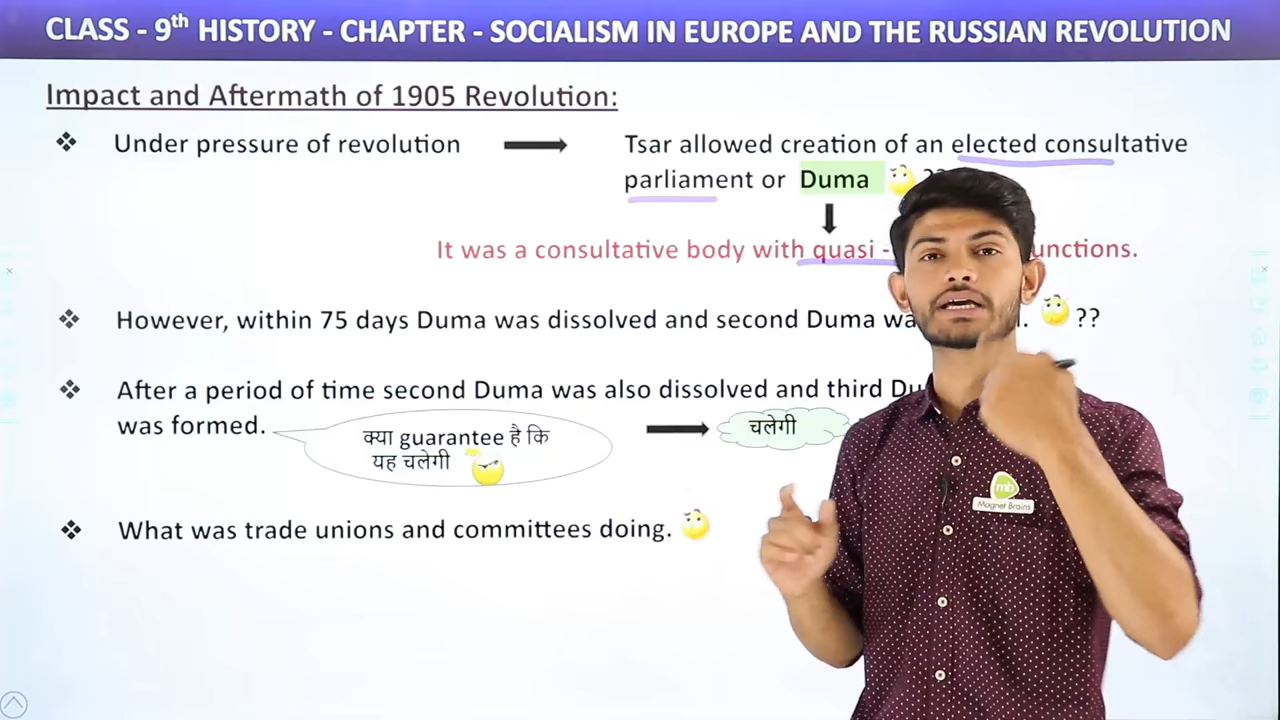 CLASS - 9th HISTORY - CHAPTER - SOCIALISM IN EUROPE AND THE RUSSIAN REVOLUTION
Impact and Aftermath of 1905 Revolution:
Under pressure of revolution
Tsar allowed creation of an elected consultative
parliament or Duma ??
It was a consultative body with quasi - unctions.
However, within 75 days Duma was dissolved and second Duma wa . ??
After a period of time second Duma was also dissolved and third Du
was formed.
क्या guarantee है कि
यह चलेगी
चलेगी
What was trade unions and committees doing.
mb
Magnet Brains